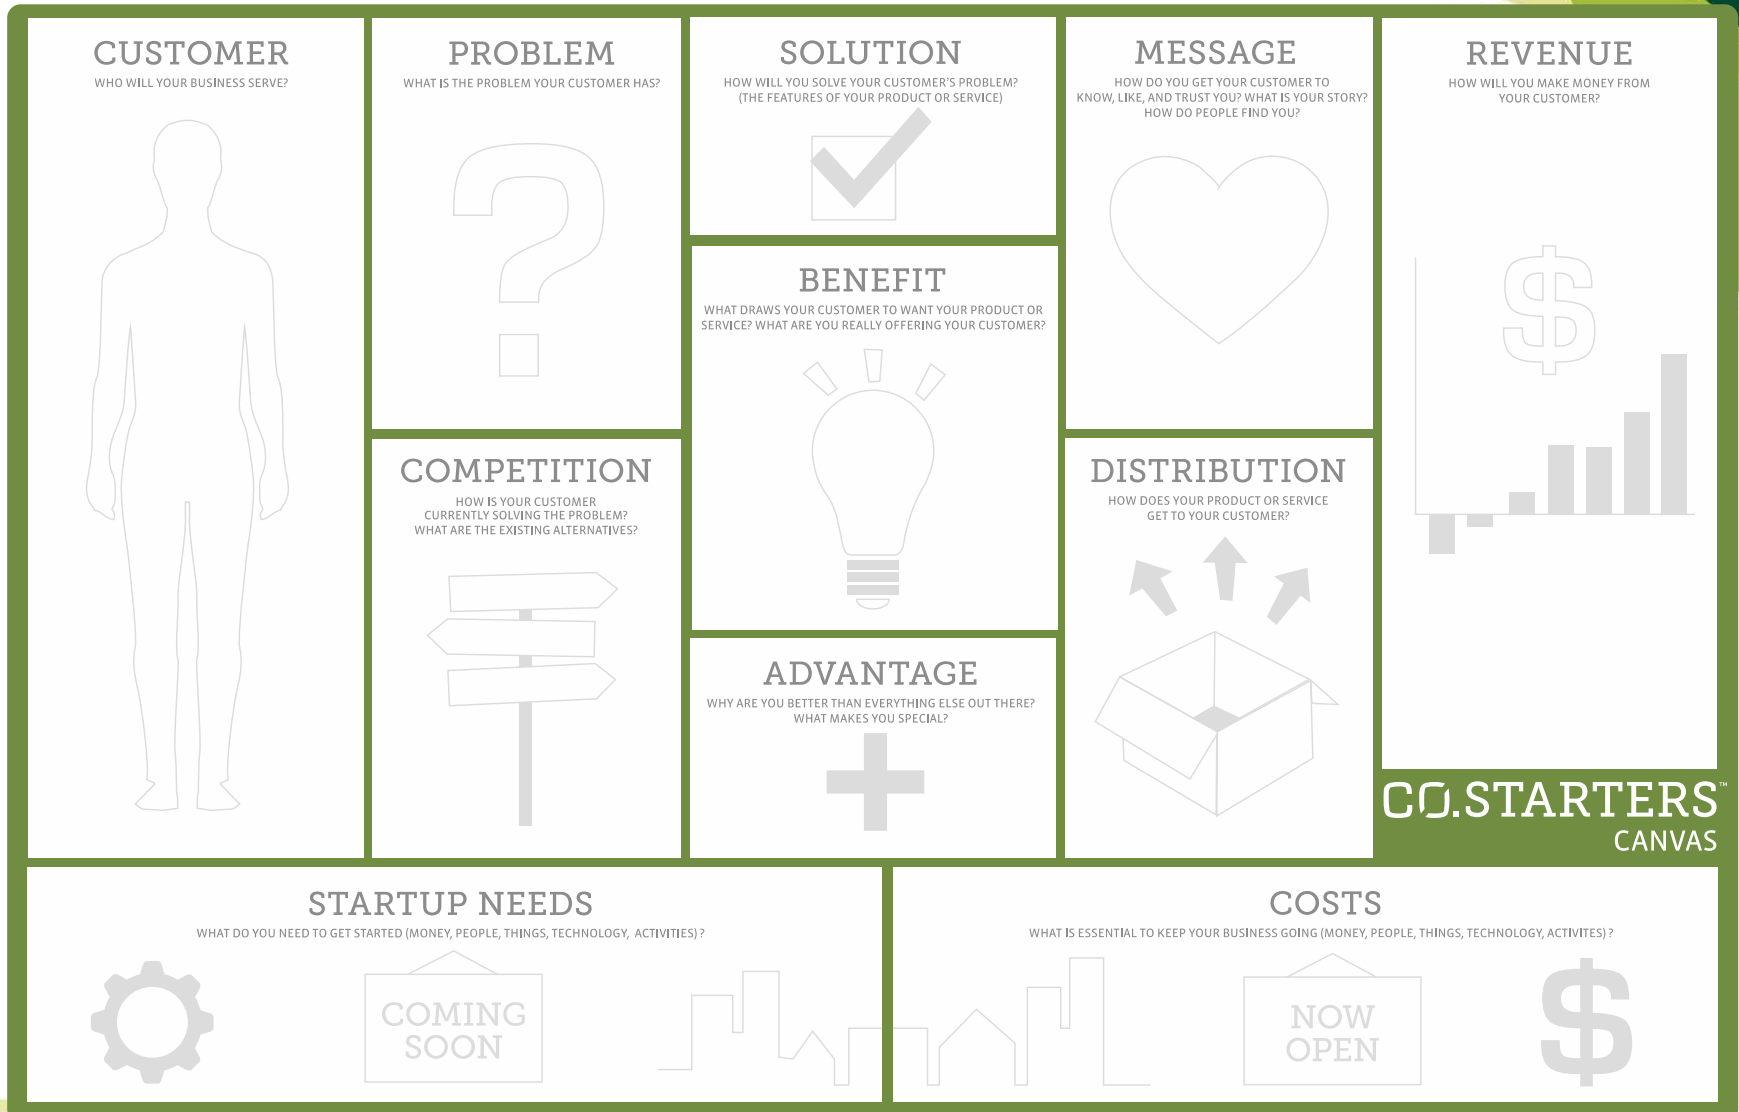 CUSTOMER
WHO WILL YOUR BUSINESS SERVE?
PROBLEM
WHAT IS THE PROBLEM YOUR CUSTOMER HAS?
COMPETITION
HOW IS YOUR CUSTOMER
CURRENTLY SOLVING THE PROBLEM?
WHAT ARE THE EXISTING ALTERNATIVES?
SOLUTION
HOW WILL YOU SOLVE YOUR CUSTOMER'S PROBLEM?
(THE FEATURES OF YOUR PRODUCT OR SERVICE)
BENEFIT
WHAT DRAWS YOUR CUSTOMER TO WANT YOUR PRODUCT OR
SERVICE? WHAT ARE YOU REALLY OFFERING YOUR CUSTOMER?
ADVANTAGE
WHY ARE YOU BETTER THAN EVERYTHING ELSE OUT THERE?
WHAT MAKES YOU SPECIAL?
MESSAGE
HOW DO YOU GET YOUR CUSTOMER TO
KNOW, LIKE, AND TRUST YOU? WHAT IS YOUR STORY?
HOW DO PEOPLE FIND YOU?
DISTRIBUTION
HOW DOES YOUR PRODUCT OR SERVICE
GET TO YOUR CUSTOMER?
REVENUE
HOW WILL YOU MAKE MONEY FROM
YOUR CUSTOMER?
$
CO.STARTERS™
CANVAS
STARTUP NEEDS
WHAT DO YOU NEED TO GET STARTED (MONEY, PEOPLE, THINGS, TECHNOLOGY, ACTIVITIES) ?
COMING
SOON
COSTS
WHAT IS ESSENTIAL TO KEEP YOUR BUSINESS GOING (MONEY, PEOPLE, THINGS, TECHNOLOGY, ACTIVITES) ?
NOW
OPEN
$